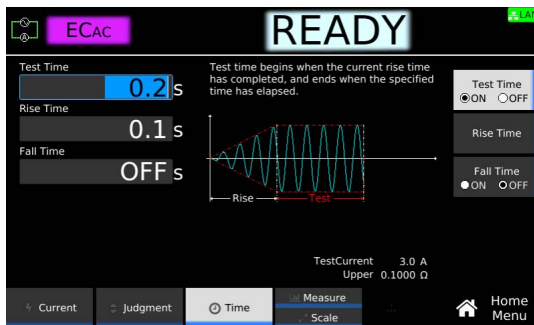 EC AC
READY
LAN
Test Time
0.2 s
Rise Time
0.1 s
Fall Time
OFF s
Test time begins when the current rise time
has completed, and ends when the specified
time has elapsed.
Rise
Test
TestCurrent 3.0 A
Upper 0.1000 Ω
Test Time
ON OFF
Rise Time
Fall Time
ON OFF
Current
Judgment
Time
Measure
Scale
Home
Menu